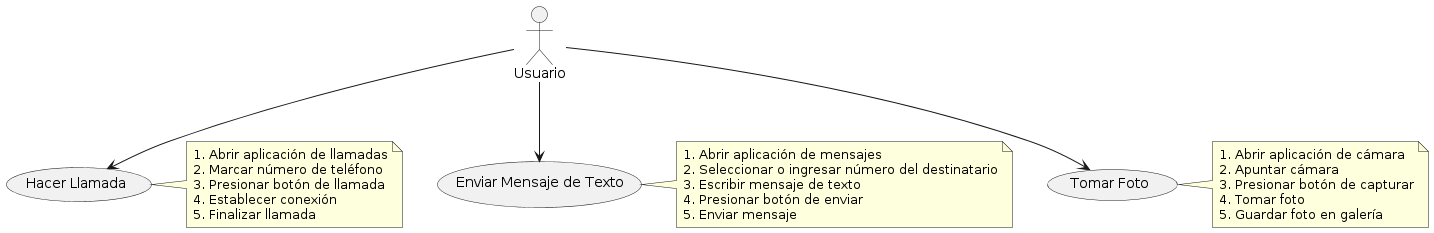 Usuario
Hacer Llamada
1. Abrir aplicación de llamadas
2. Marcar número de teléfono
3. Presionar botón de llamada
4. Establecer conexión
5. Finalizar llamada
Enviar Mensaje de Texto
1. Abrir aplicación de mensajes
2. Seleccionar o ingresar número del destinatario
3. Escribir mensaje de texto
4. Presionar botón de enviar
5. Enviar mensaje
Tomar Foto
1. Abrir aplicación de cámara
2. Apuntar cámara
3. Presionar botón de capturar
4. Tomar foto
5. Guardar foto en galería